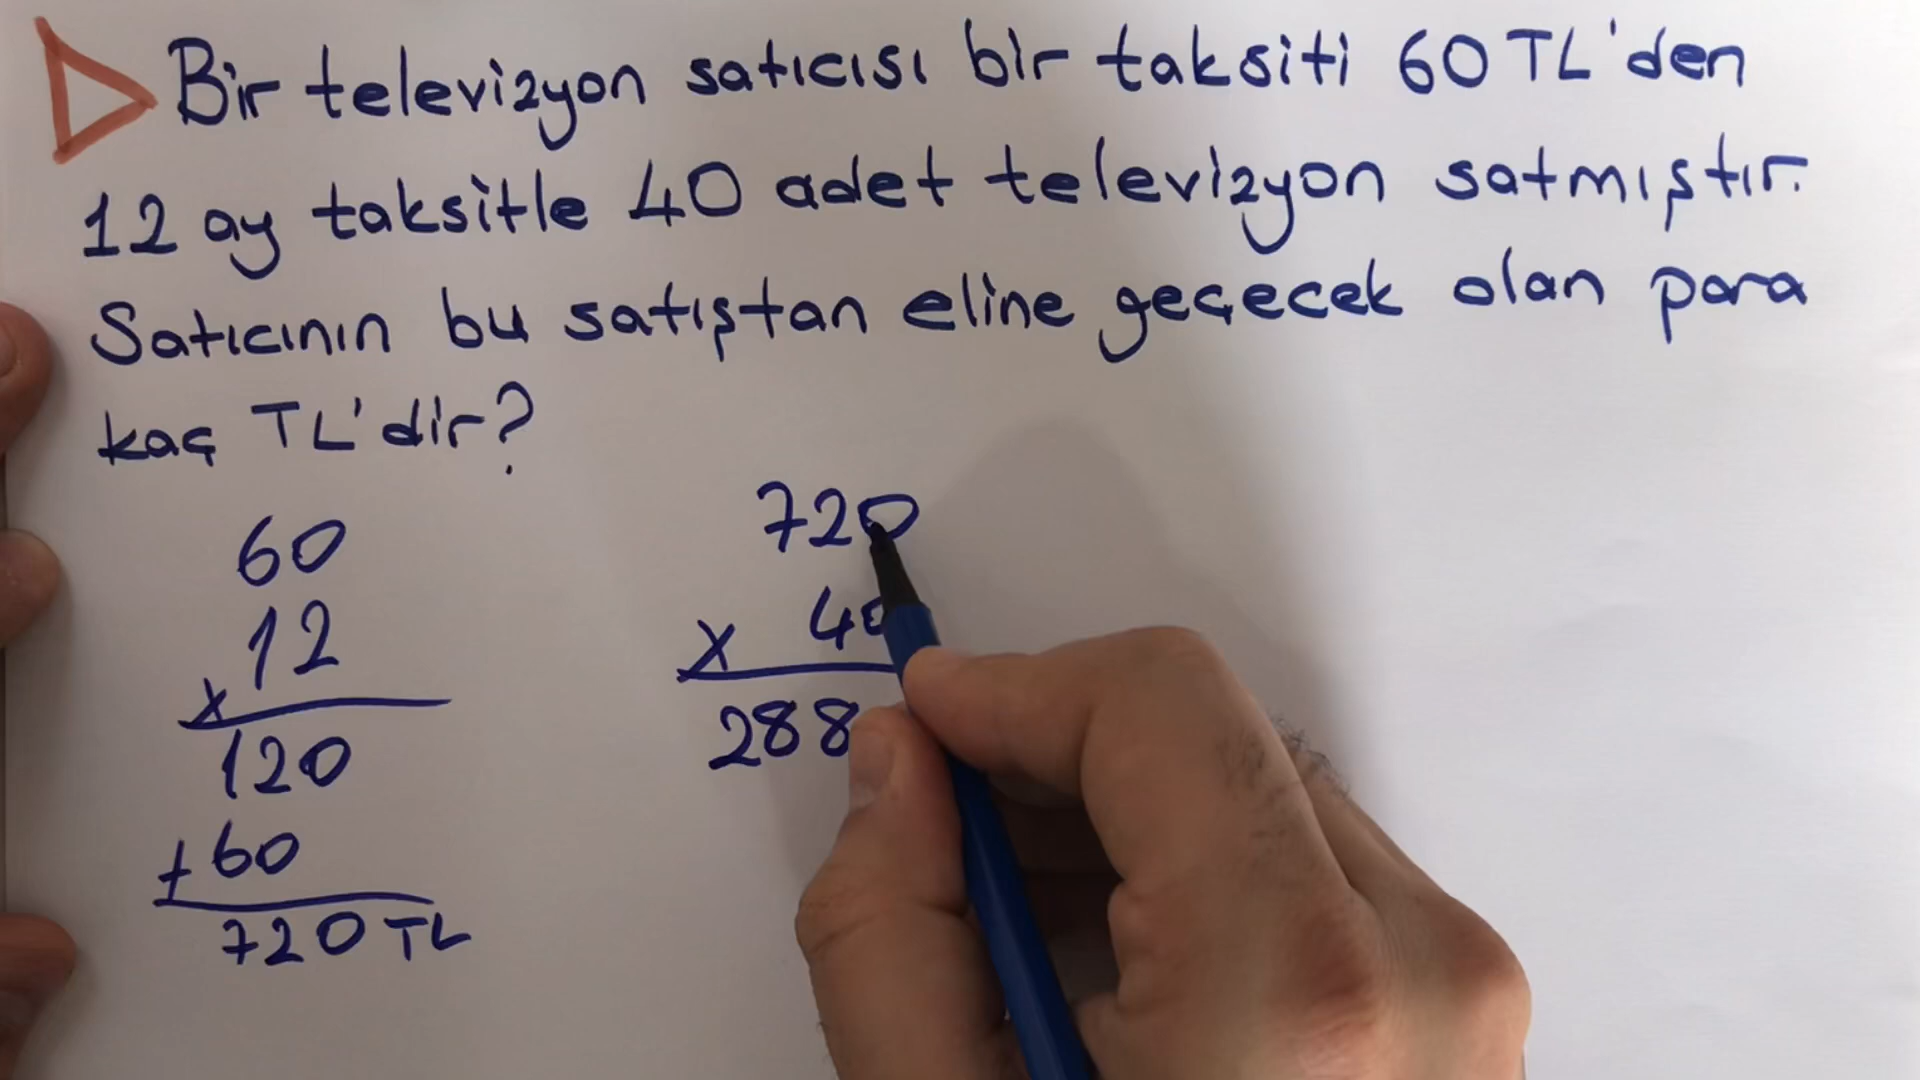 Bir televizyon satıcısı bir taksiti 60 TL'den
12 ay taksitle 40 adet televizyon satmıştır.
Satıcının bu satıştan eline geçecek olan para
kaç TL'dir?
60
12
x
120
+ 60
720 TL
720
x 40
288